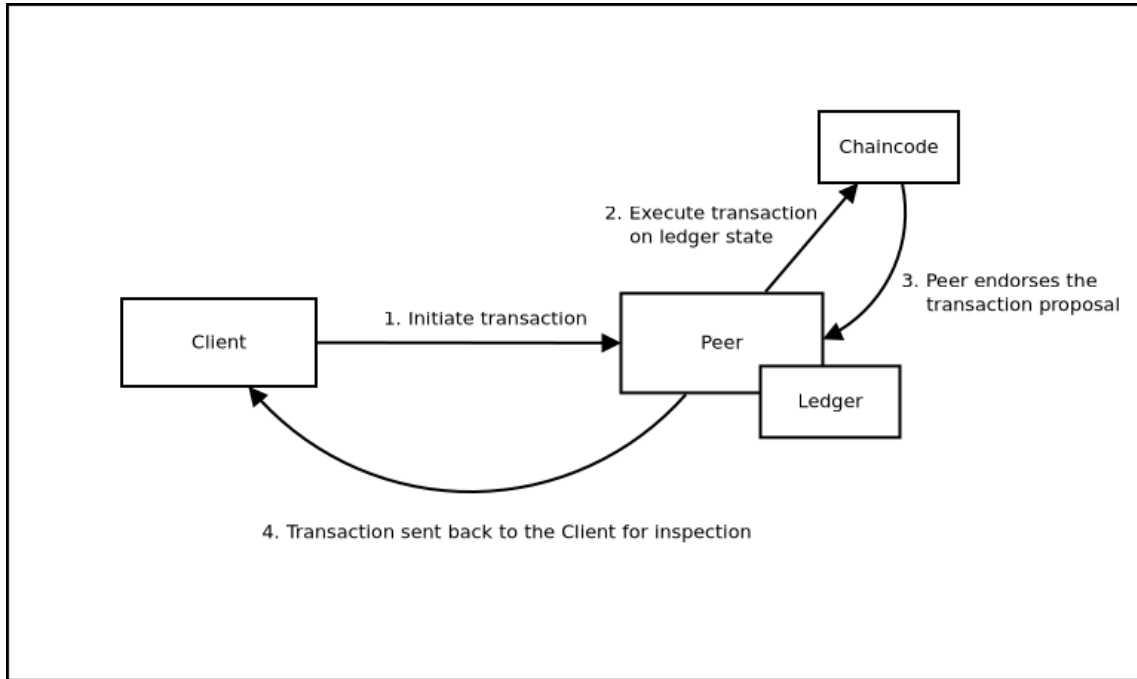 Chaincode
2. Execute transaction
on ledger state
3. Peer endorses the
transaction proposal
1. Initiate transaction
Client
Peer
Ledger
4. Transaction sent back to the Client for inspection